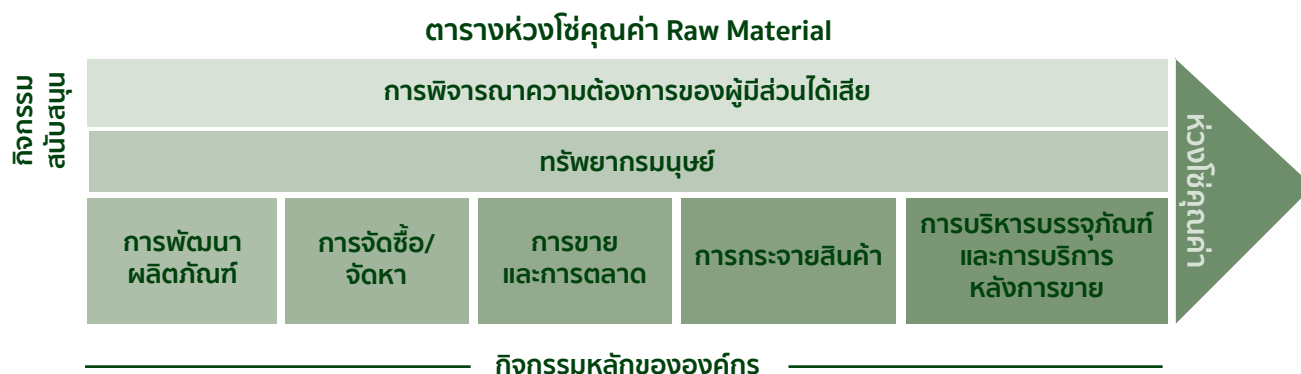 ตารางห่วงโซ่คุณค่า Raw Material
กิจกรรม
สนับสนุน
การพิจารณาความต้องการของผู้มีส่วนได้เสีย
ทรัพยากรมนุษย์
การพัฒนา
ผลิตภัณฑ์
การจัดซื้อ/
จัดหา
การขาย
และการตลาด
การกระจายสินค้า
การบริหารบรรจุภัณฑ์
และการบริการ
หลังการขาย
ห่วงโซ่คุณค่า
กิจกรรมหลักขององค์กร